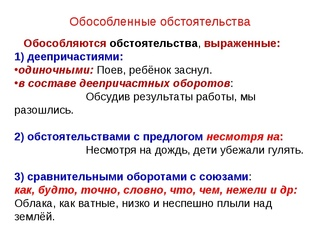 Обособленные обстоятельства
Обособляются обстоятельства, выраженные:
1) деепричастиями:
•одиночными: Поев, ребёнок заснул.
•в составе деепричастных оборотов:
Обсудив результаты работы, мы
разошлись.
2) обстоятельствами с предлогом несмотря на:
Несмотря на дождь, дети убежали гулять.
3) сравнительными оборотами с союзами:
как, будто, точно, словно, что, чем, нежели и др:
Облака, как ватные, низко и неспешно плыли над
землёй.